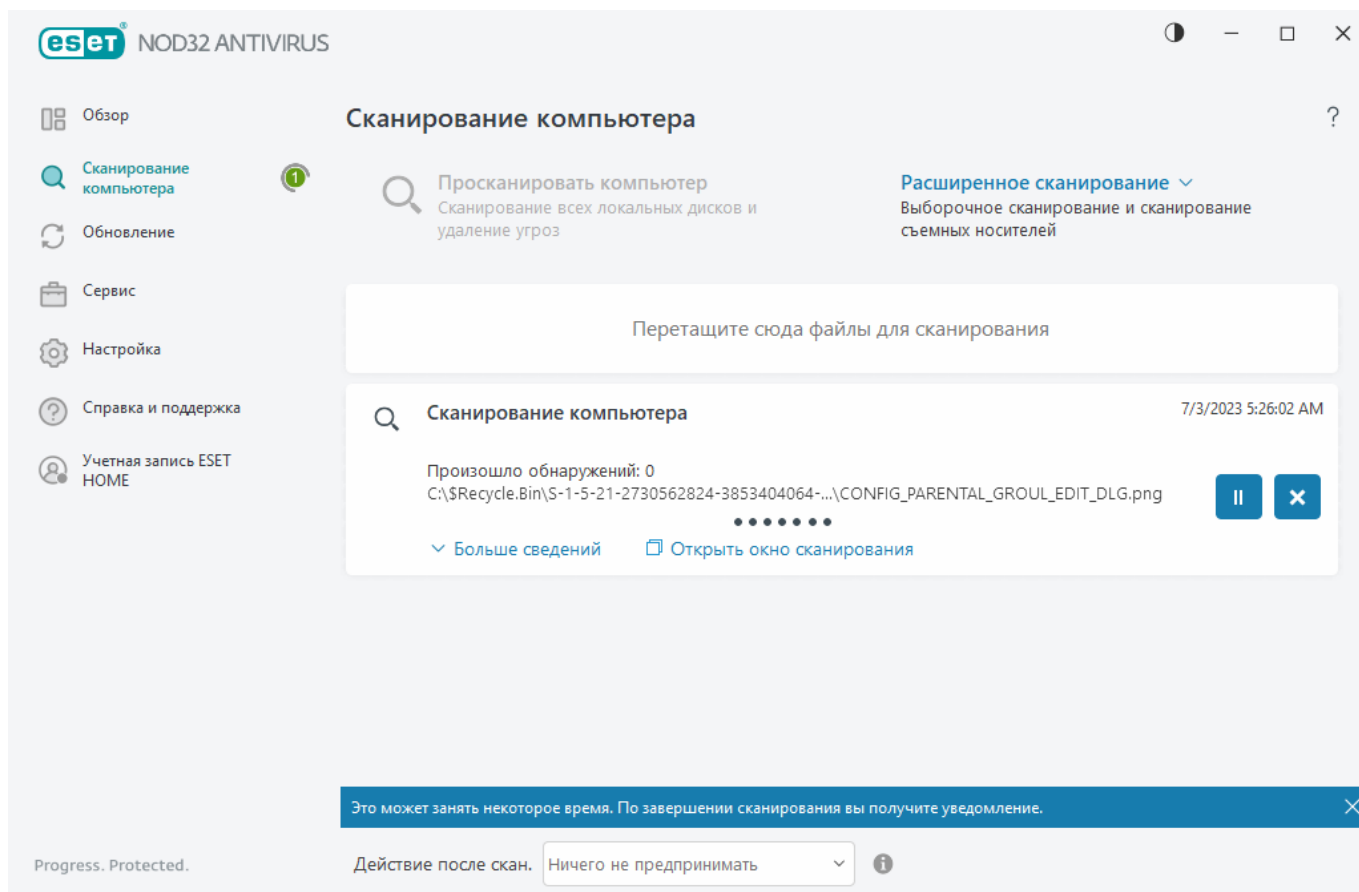 eset® NOD32 ANTIVIRUS
Обзор
Сканирование
компьютера
1
Обновление
Сервис
Настройка
Справка и поддержка
Учетная запись ESET
HOME
Progress. Protected.
Сканирование компьютера
?
Просканировать компьютер
Сканирование всех локальных дисков и
удаление угроз
Расширенное сканирование
Выборочное сканирование и сканирование
съемных носителей
Перетащите сюда файлы для сканирования
Сканирование компьютера
7/3/2023 5:26:02 AM
Произошло обнаружений: 0
C:\$Recycle.Bin\S-1-5-21-2730562824-3853404064-...\CONFIG_PARENTAL_GROUL_EDIT_DLG.png
Больше сведений
Открыть окно сканирования
Это может занять некоторое время. По завершении сканирования вы получите уведомление.
Действие после скан. Ничего не предпринимать